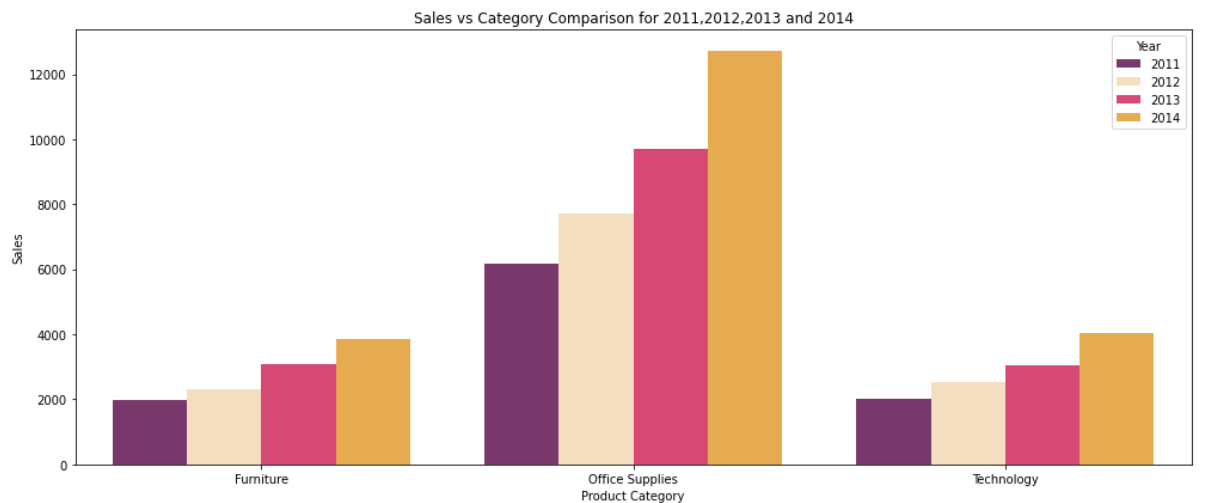 Sales vs Category Comparison for 2011,2012,2013 and 2014
Year
2011
2012
2013
2014
12000
10000
8000
6000
4000
2000
0
Sales
Furniture
Office Supplies
Technology
Product Category